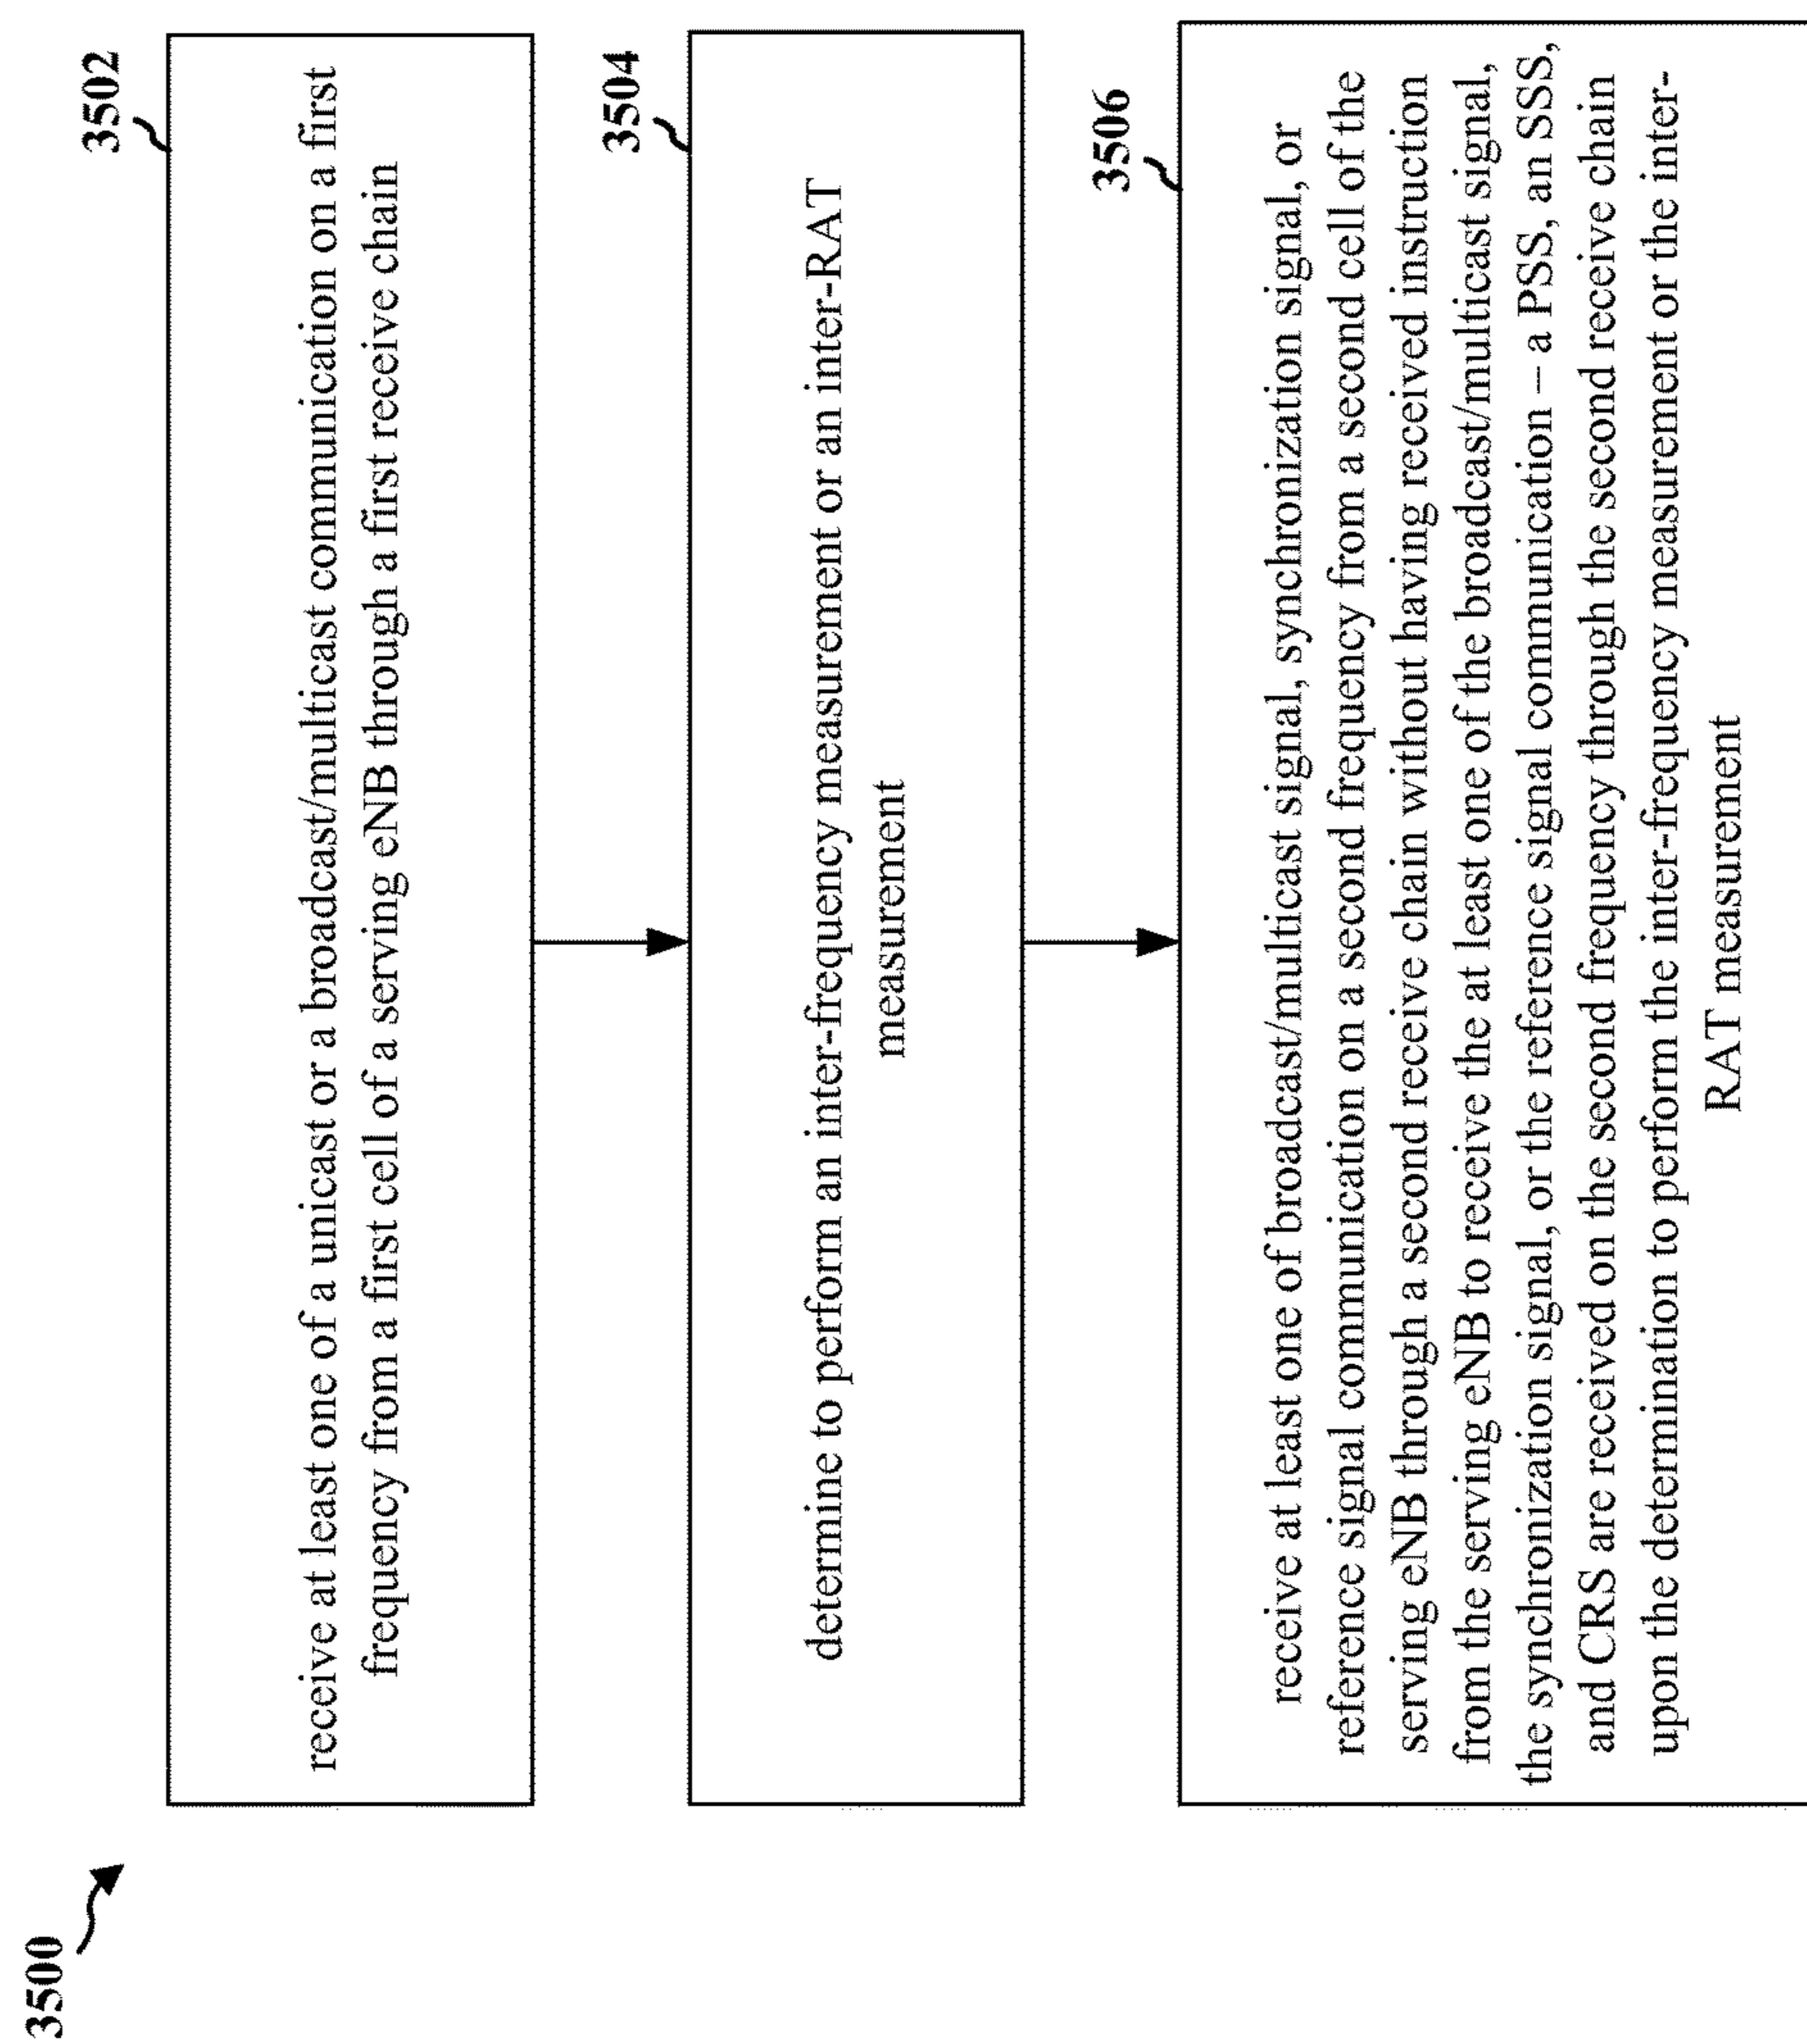 3500
3502
receive at least one of a unicast or a broadcast/multicast communication on a first
frequency from a first cell of a serving eNB through a first receive chain
3504
determine to perform an inter-frequency measurement or an inter-RAT
measurement
3506
receive at least one of broadcast/multicast signal, synchronization signal, or
reference signal communication on a second frequency from a second cell of the
serving eNB through a second receive chain without having received instruction
from the serving eNB to receive the at least one of the broadcast/multicast signal,
the synchronization signal, or the reference signal communication – a PSS, an SSS,
and CRS are received on the second frequency through the second receive chain
upon the determination to perform the inter-frequency measurement or the inter-
RAT measurement